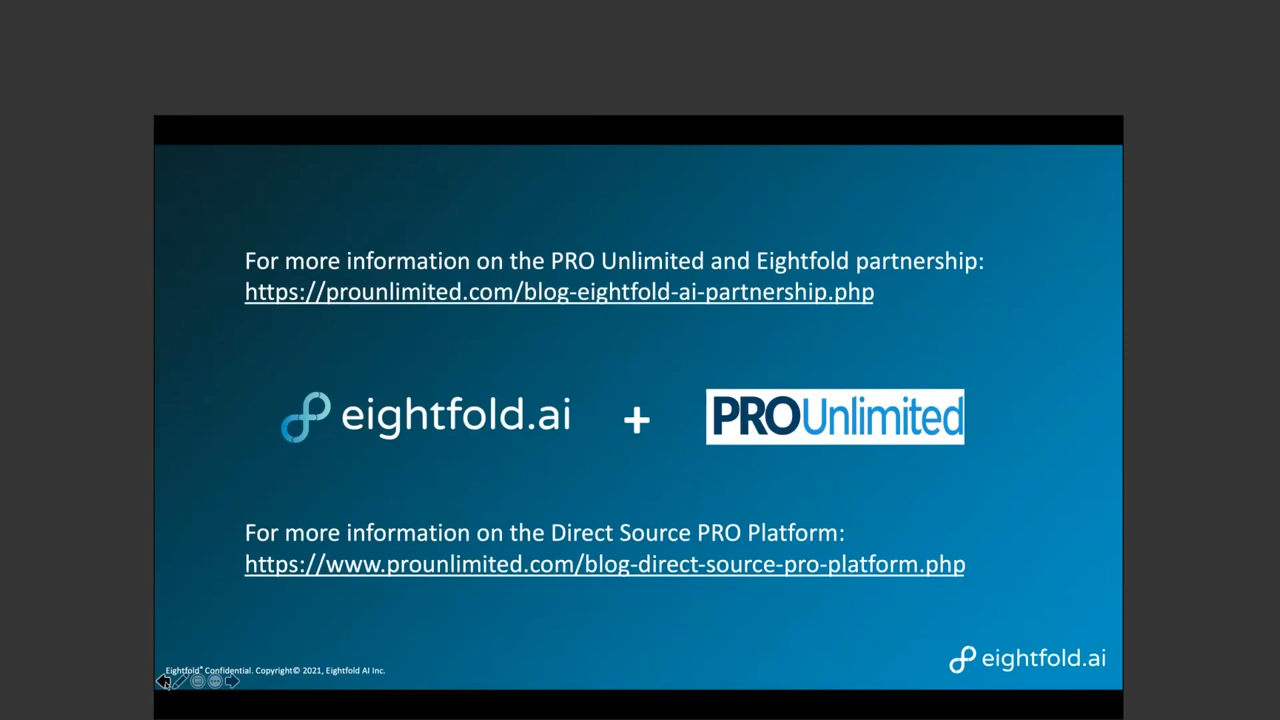 For more information on the PRO Unlimited and Eightfold partnership:
https://prounlimited.com/blog-eightfold-ai-partnership.php
eightfold.ai + PROUnlimited
For more information on the Direct Source PRO Platform:
https://www.prounlimited.com/blog-direct-source-pro-platform.php
eightfold.ai
Eightfold® Confidential. Copyright© 2021, Eightfold AI Inc.